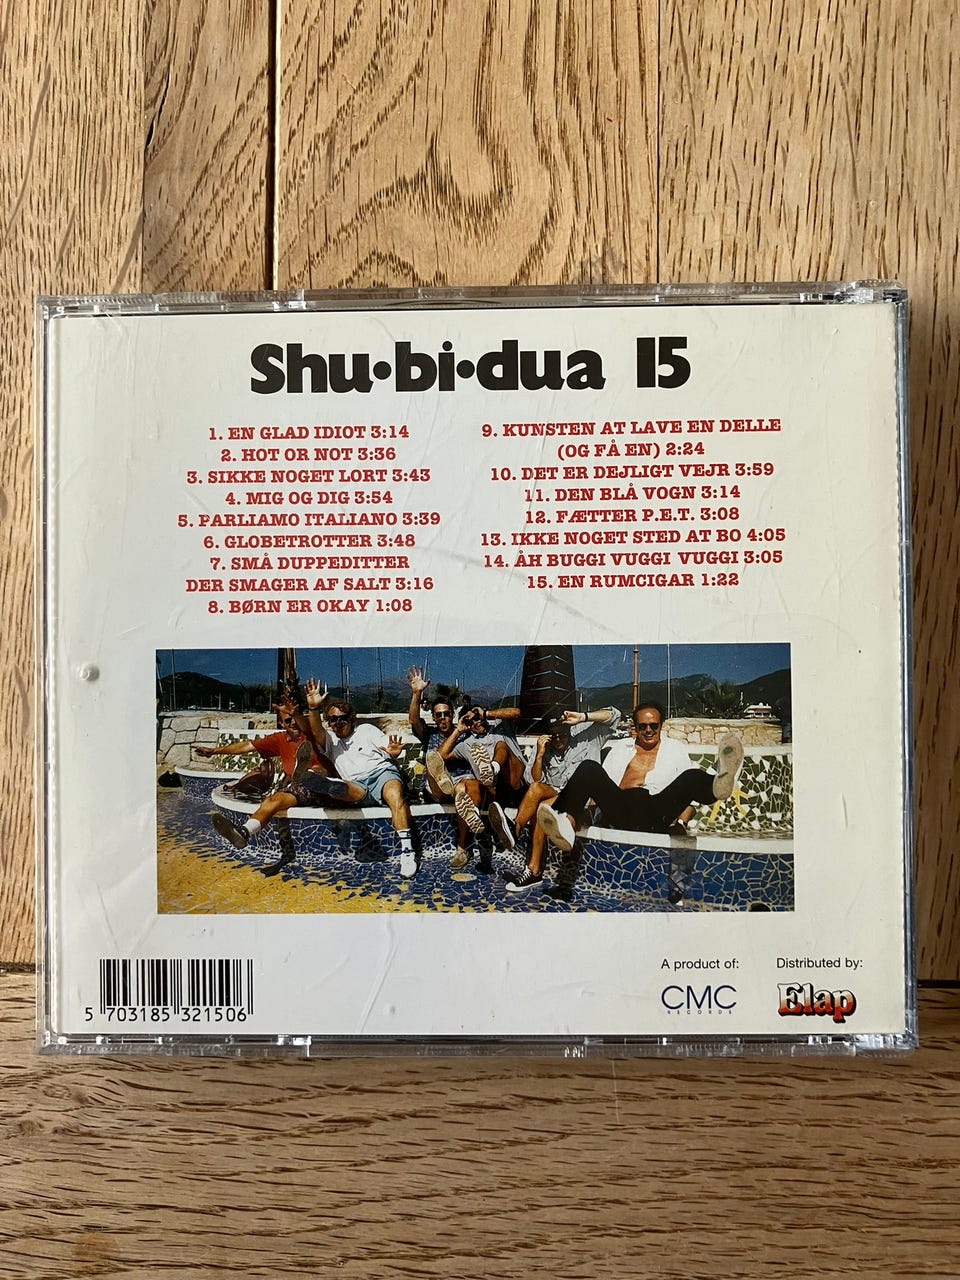 Shu•bi•dua 15
1. EN GLAD IDIOT 3:14
2. HOT OR NOT 3:36
3. SIKKE NOGET LORT 3:43
4. MIG OG DIG 3:54
5. PARLIAMO ITALIANO 3:39
6. GLOBETROTTER 3:48
7. SMÅ DUPPEDITTER
DER SMAGER AF SALT 3:16
8. BØRN ER OKAY 1:08
9. KUNSTEN AT LAVE EN DELLE
(OG FÅ EN) 2:24
10. DET ER DEJLIGT VEJR 3:59
11. DEN BLÅ VOGN 3:14
12. FÆTTER P.E.T. 3:08
13. IKKE NOGET STED AT BO 4:05
14. ÅH BUGGI VUGGI VUGGI 3:05
15. EN RUMCIGAR 1:22
5 703185 321506
A product of:
CMC
RECORDS
Distributed by:
Elap